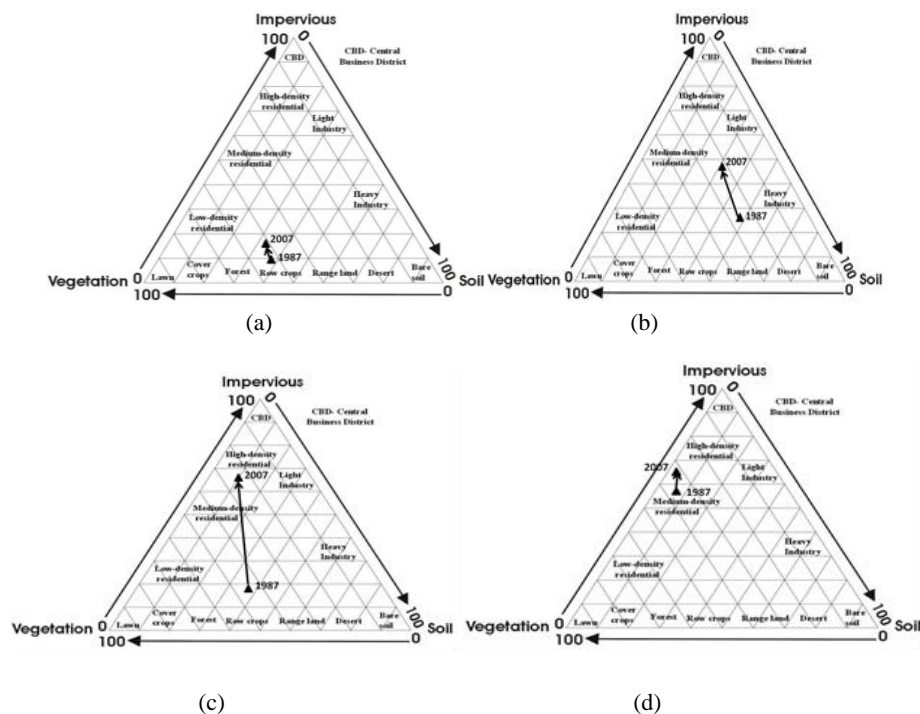 Impervious
100
0
CBD- Central
Business District
CBD
High-density
residential
Light
Industry
Medium-density
residential
Heavy
Industry
Low-density
residential
2007
1987
Vegetation
0
Lawn
Cover
crops
Forest
Row crops
Range land
Desert
Bare
soil
100
Soil
100
0
(a)
Impervious
100
0
CBD- Central
Business District
CBD
High-density
residential
Light
Industry
Medium-density
residential
2007
Heavy
Industry
Low-density
residential
1987
Vegetation
0
Lawn
Cover
crops
Forest
Row crops
Range land
Desert
Bare
soil
100
Soil
100
0
(b)
Impervious
100
0
CBD- Central
Business District
CBD
High-density
residential
2007
Light
Industry
Medium-density
residential
Heavy
Industry
Low-density
residential
1987
Vegetation
0
Lawn
Cover
crops
Forest
Row crops
Range land
Desert
Bare
soil
100
Soil
100
0
(c)
Impervious
100
0
CBD- Central
Business District
CBD
High-density
residential
2007
Light
Industry
1987
Medium-density
residential
Heavy
Industry
Low-density
residential
Vegetation
0
Lawn
Cover
crops
Forest
Row crops
Range land
Desert
Bare
soil
100
Soil
100
0
(d)